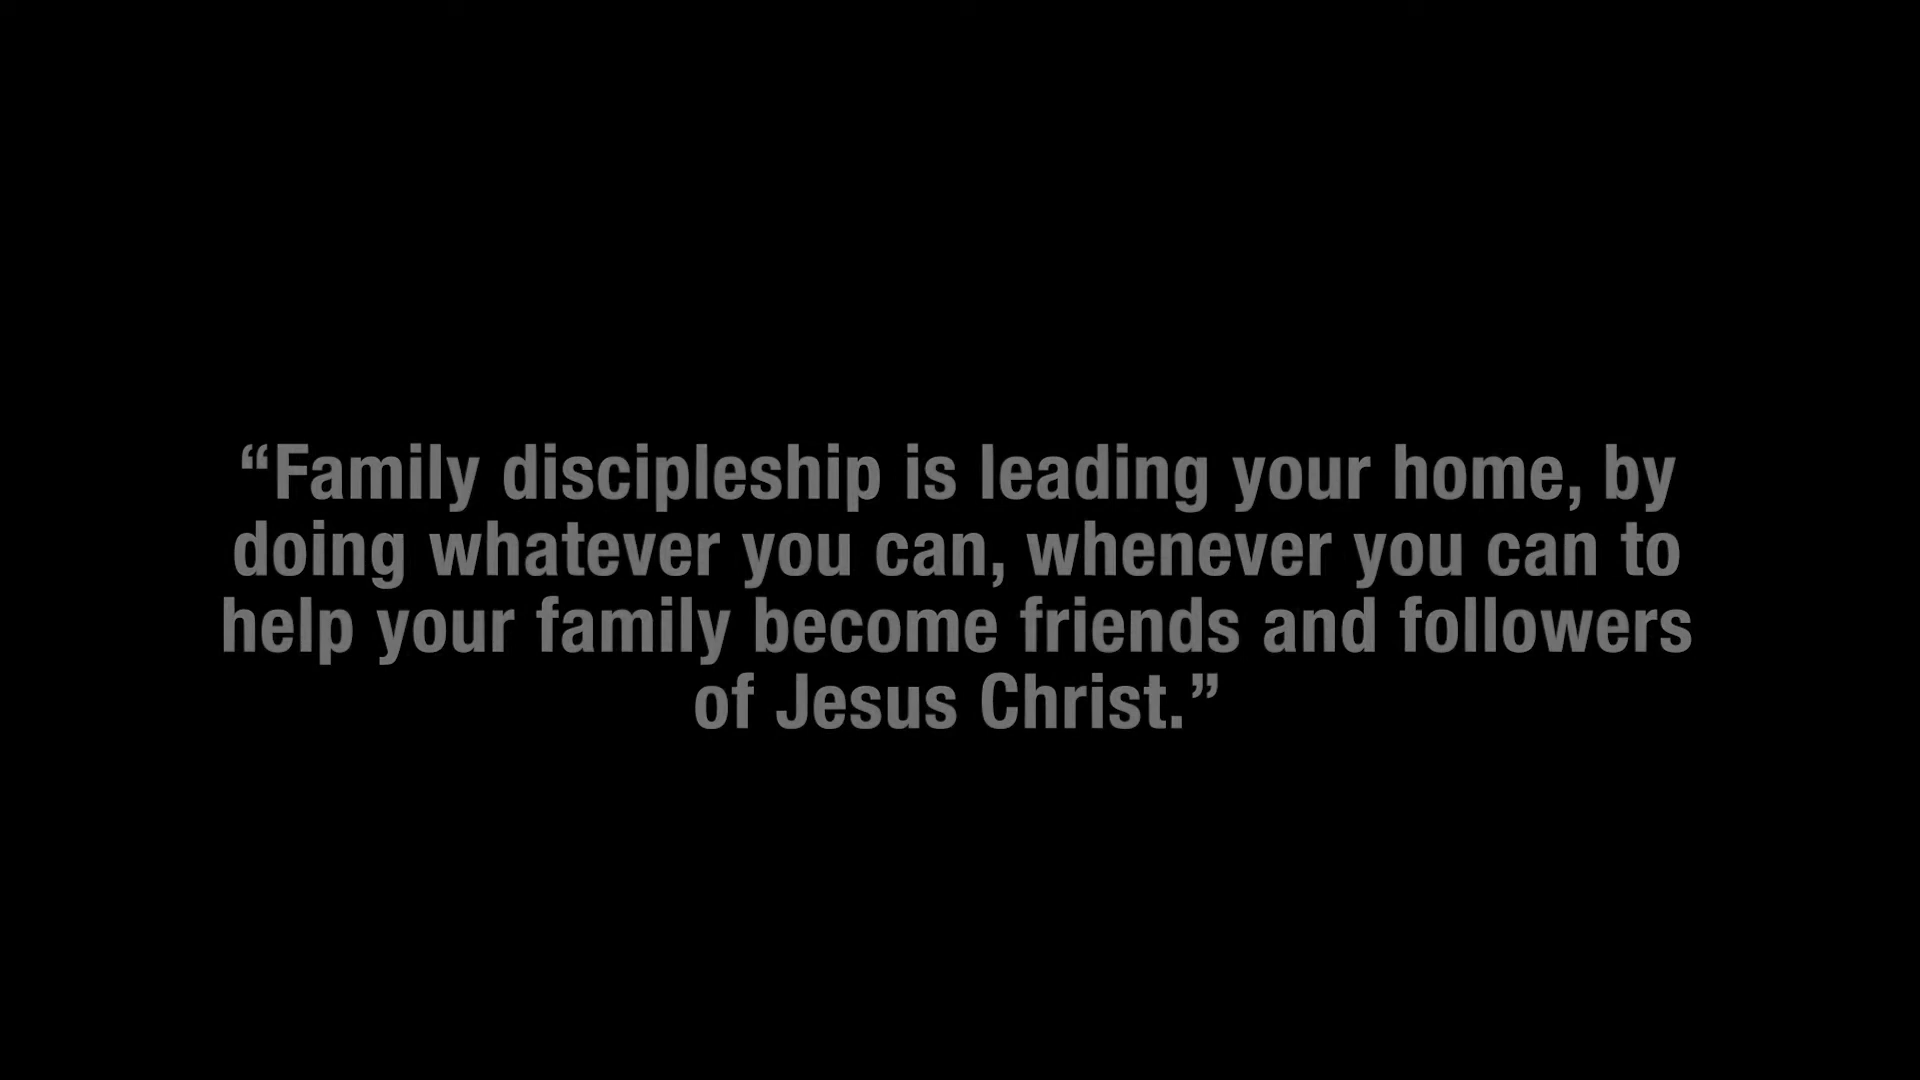 “Family discipleship is leading your home, by
doing whatever you can, whenever you can to
help your family become friends and followers
of Jesus Christ.”